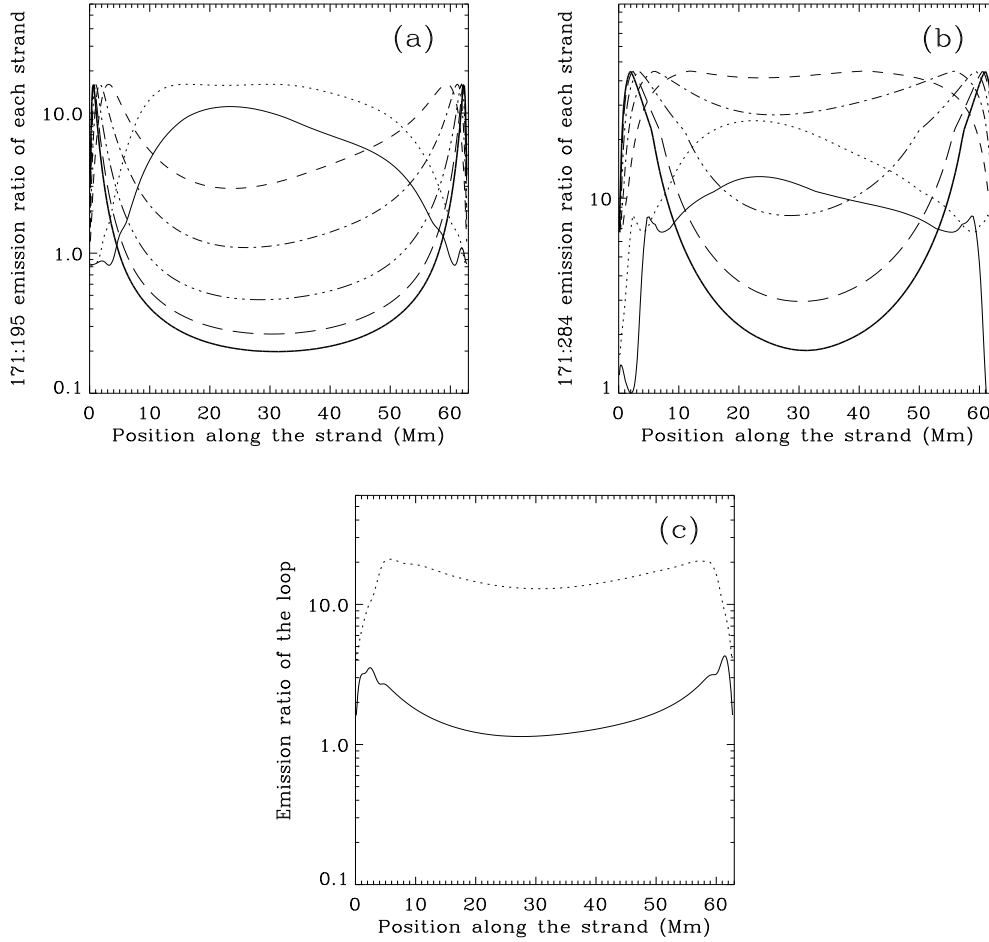 (a)
171:195 emission ratio of each strand
10.0
1.0
0.1
0 10 20 30 40 50 60
Position along the strand (Mm)
(b)
171:284 emission ratio of each strand
10
1
0 10 20 30 40 50 60
Position along the strand (Mm)
(c)
Emission ratio of the loop
10.0
1.0
0.1
0 10 20 30 40 50 60
Position along the strand (Mm)